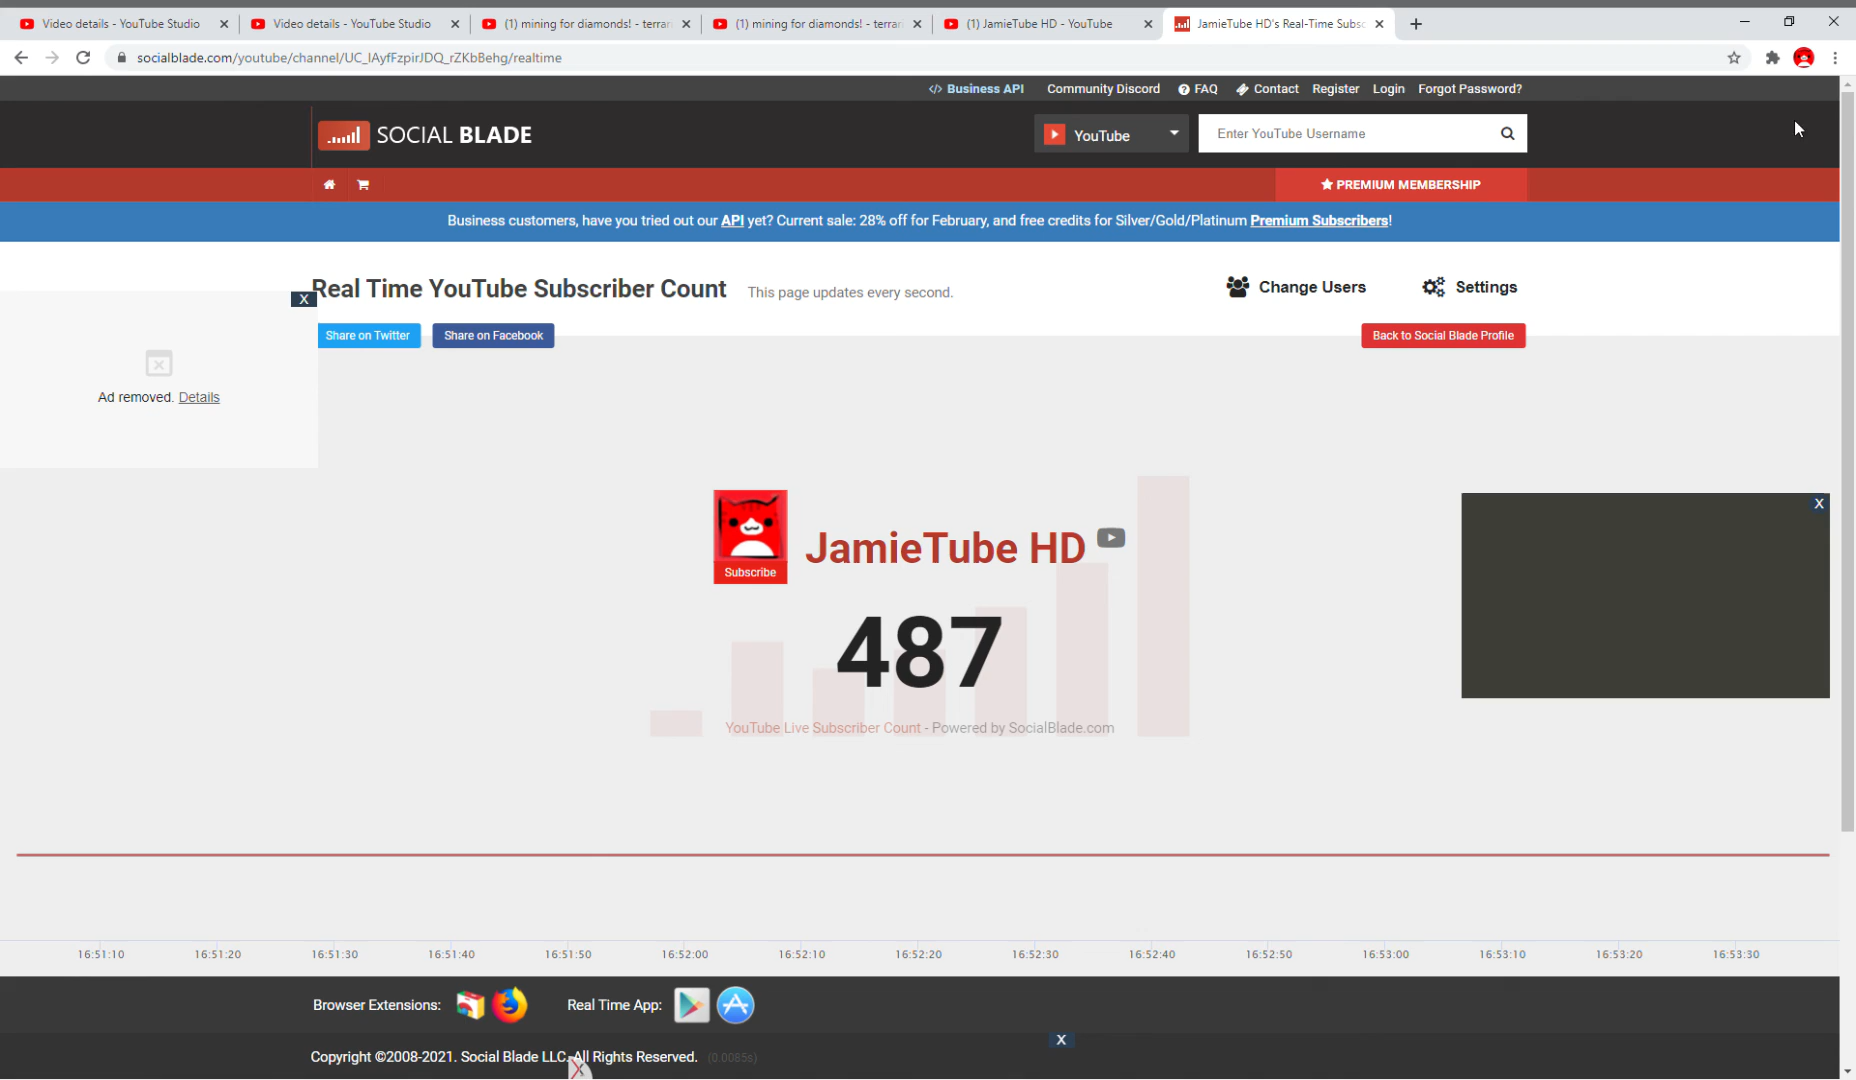 Video details - YouTube Studio
Video details - YouTube Studio
(1) mining for diamonds! - terrar
(1) mining for diamonds! - terrar
(1) JamieTube HD - YouTube
JamieTube HD's Real-Time Subsc
socialblade.com/youtube/channel/UC_IAyfFzpirJDQ_rZKbBehg/realtime
</> Business API
Community Discord
FAQ
Contact
Register
Login
Forgot Password?
SOCIAL BLADE
YouTube
Enter YouTube Username
PREMIUM MEMBERSHIP
Business customers, have you tried out our API yet? Current sale: 28% off for February, and free credits for Silver/Gold/Platinum Premium Subscribers!
Real Time YouTube Subscriber Count
This page updates every second.
Change Users
Settings
X
Share on Twitter
Share on Facebook
Back to Social Blade Profile
Ad removed. Details
X
JamieTube HD
Subscribe
487
YouTube Live Subscriber Count - Powered by SocialBlade.com
16:51:10
16:51:20
16:51:30
16:51:40
16:51:50
16:52:00
16:52:10
16:52:20
16:52:30
16:52:40
16:52:50
16:53:00
16:53:10
16:53:20
16:53:30
Browser Extensions:
Real Time App:
X
Copyright ©2008-2021. Social Blade LLC. All Rights Reserved. (0.0085s)